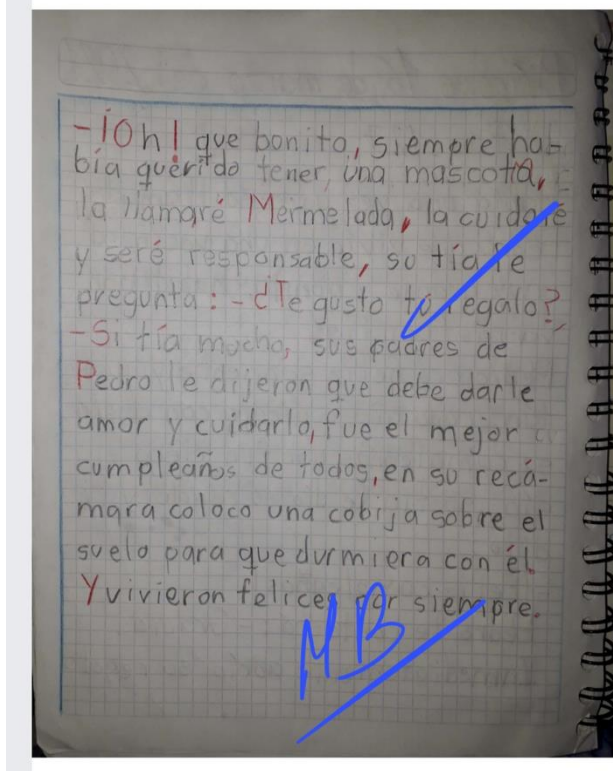 -¡Oh! que bonito, siempre ha-
bía querido tener, una mascota,
la llamaré Mermelada, la cuidaré
y seré responsable, su tía le
pregunta: -¿Te gusto tú regalo?
-Si tía mucho, sus padres de
Pedro le dijeron que debe darle
amor y cuidarlo, fue el mejor
cumpleaños de todos, en su recá-
mara coloco una cobija sobre el
suelo para que durmiera con él.
Y vivieron felices por siempre.
MB